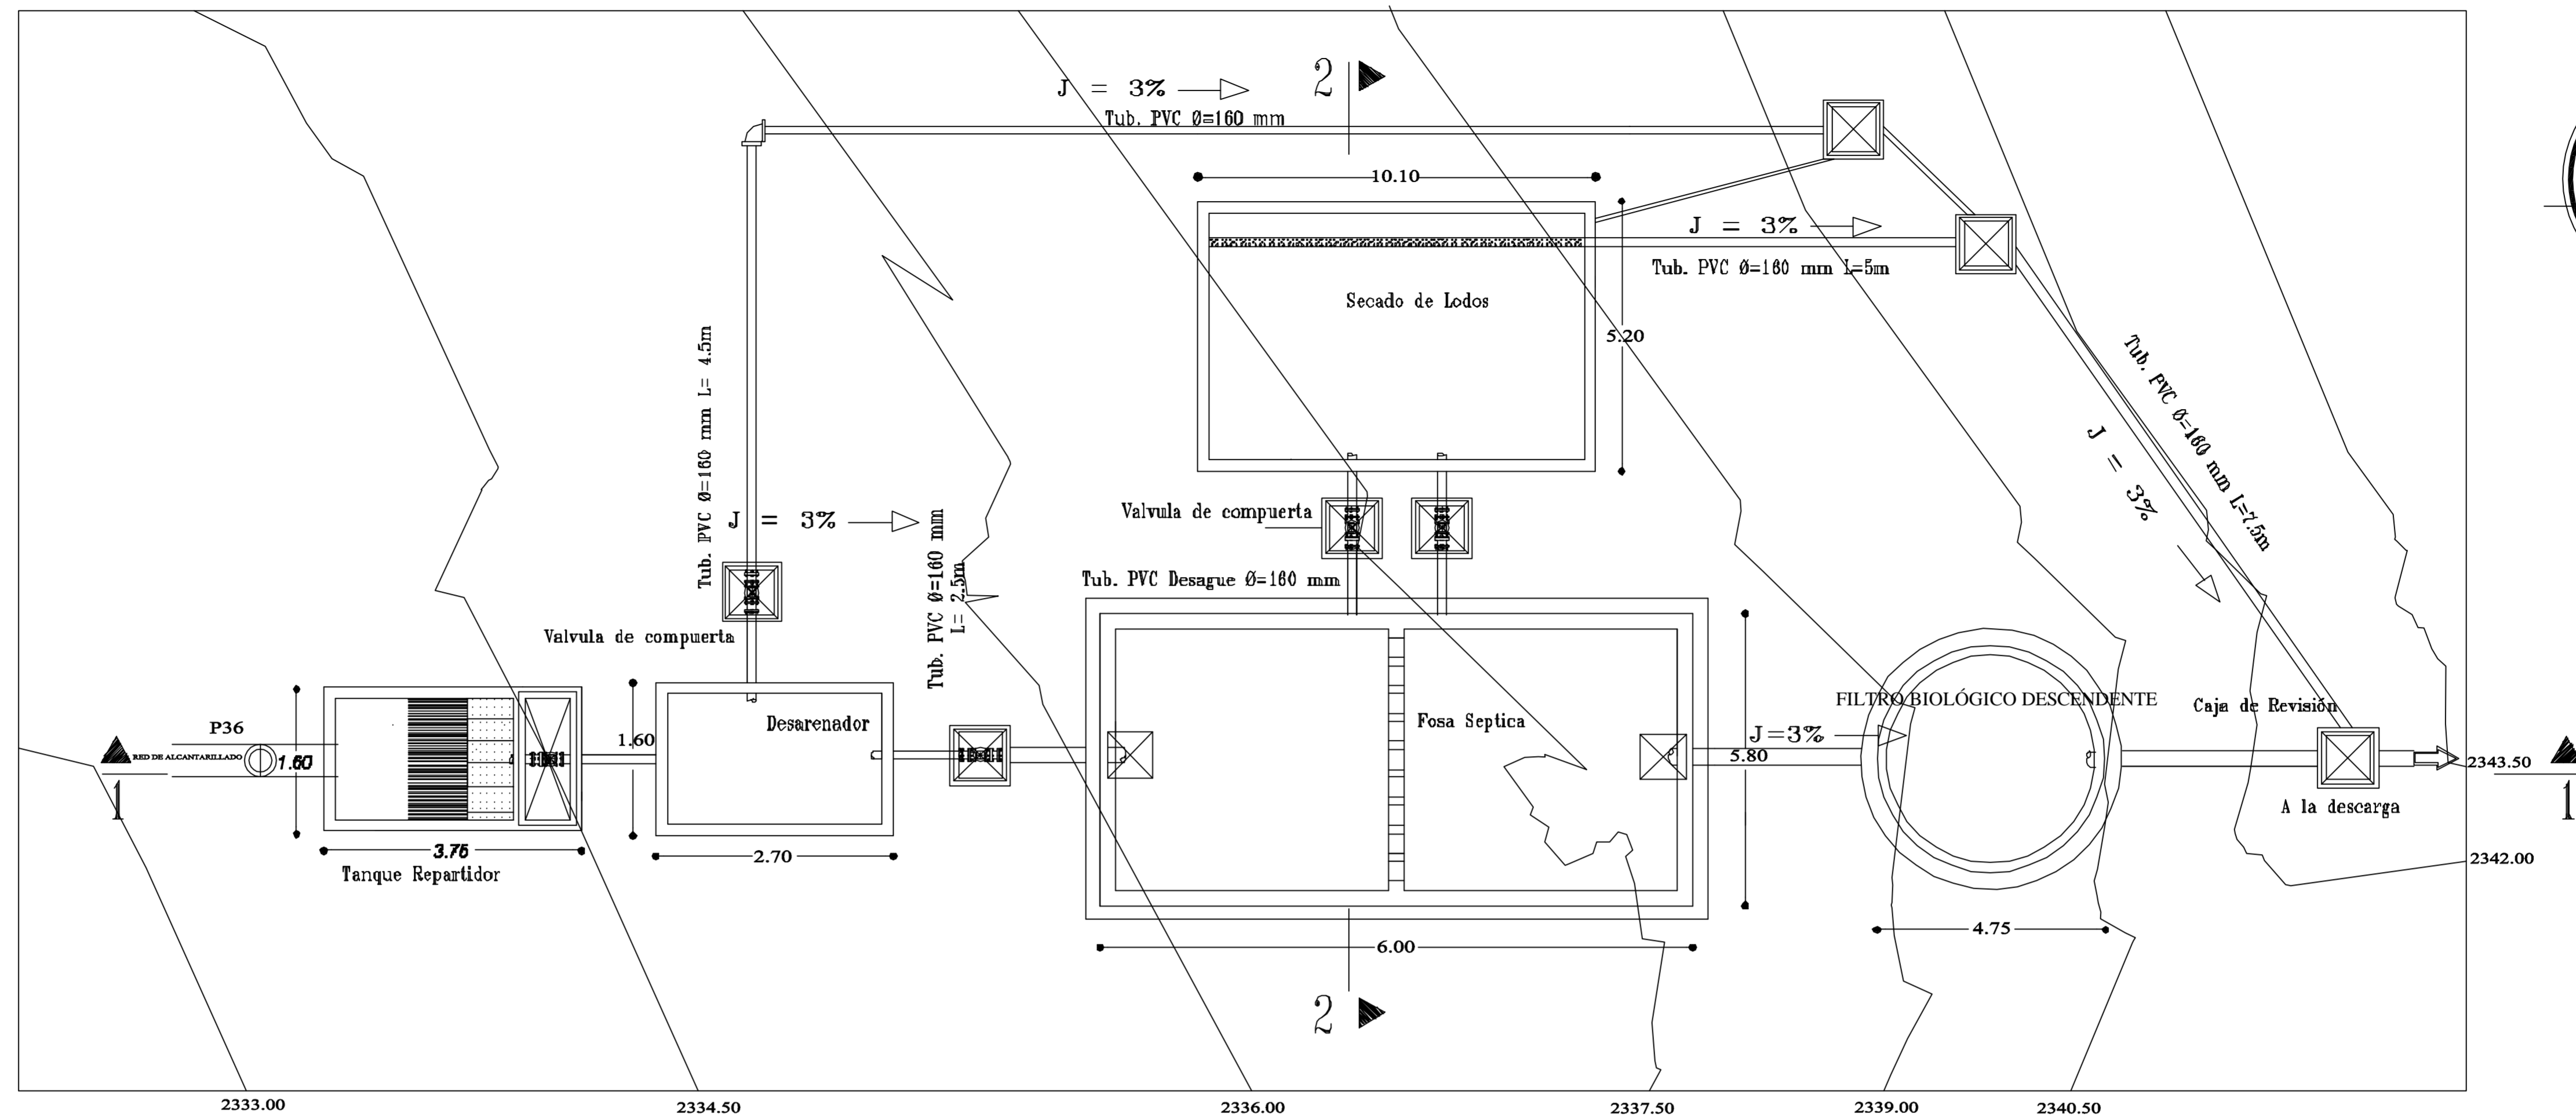 2
J = 3%
Tub. PVC Ø=160 mm
10.10
J = 3%
Tub. PVC Ø=160 mm L=5m
Secado de Lodos
5.20
Tub. PVC Ø=160 mm L= 4.5m
Tub. PVC Ø=160 mm L=7.5m
J = 3%
J = 3%
Valvula de compuerta
Tub. PVC Ø=160 mm
L= 2.5m
Tub. PVC Desague Ø=160 mm
Valvula de compuerta
FILTRO BIOLÓGICO DESCENDENTE
Caja de Revisión
Desarenador
Fosa Septica
P36
RED DE ALCANTARILLADO
1.60
1.60
J=3%
5.80
2343.50
1
1
A la descarga
3.75
2.70
2342.00
Tanque Repartidor
4.75
6.00
2
2333.00
2334.50
2336.00
2337.50
2339.00
2340.50